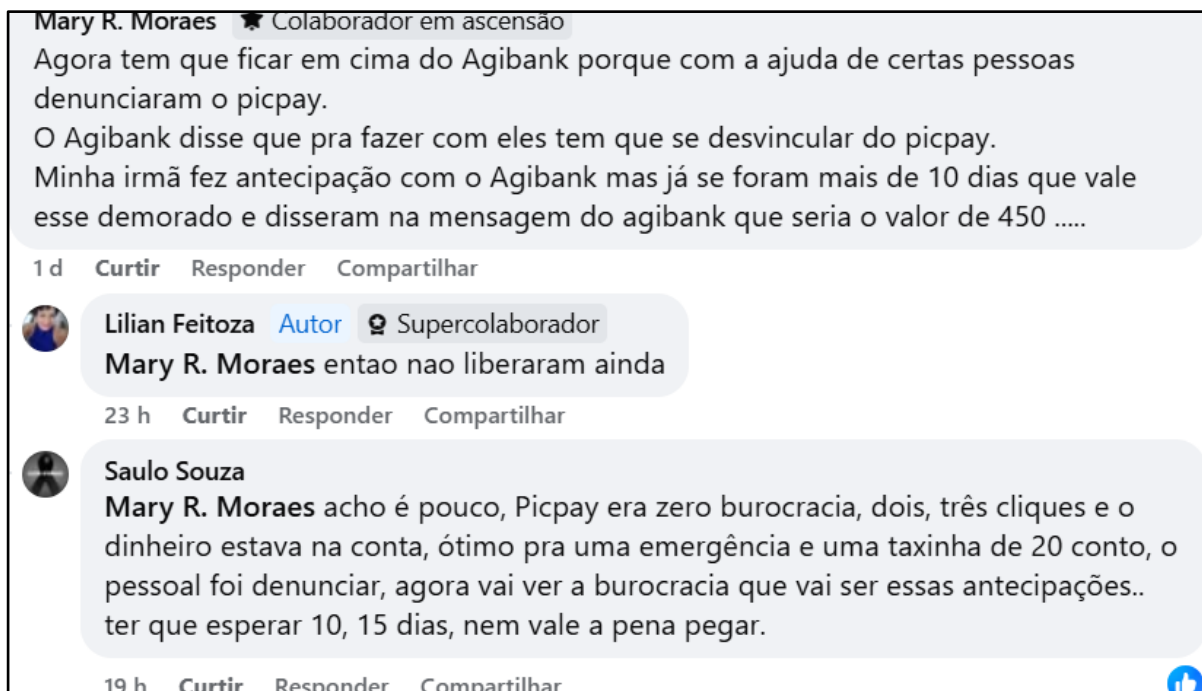 Mary R. Moraes Colaborador em ascensão
Agora tem que ficar em cima do Agibank porque com a ajuda de certas pessoas
denunciaram o picpay.
O Agibank disse que pra fazer com eles tem que se desvincular do picpay.
Minha irmã fez antecipação com o Agibank mas já se foram mais de 10 dias que vale
esse demorado e disseram na mensagem do agibank que seria o valor de 450 .....
1 d Curtir Responder Compartilhar
Lilian Feitoza Autor Supercolaborador
Mary R. Moraes entao nao liberaram ainda
23 h Curtir Responder Compartilhar
Saulo Souza
Mary R. Moraes acho é pouco, Picpay era zero burocracia, dois, três cliques e o
dinheiro estava na conta, ótimo pra uma emergência e uma taxinha de 20 conto, o
pessoal foi denunciar, agora vai ver a burocracia que vai ser essas antecipações..
ter que esperar 10, 15 dias, nem vale a pena pegar.
19 h Curtir Responder Compartilhar